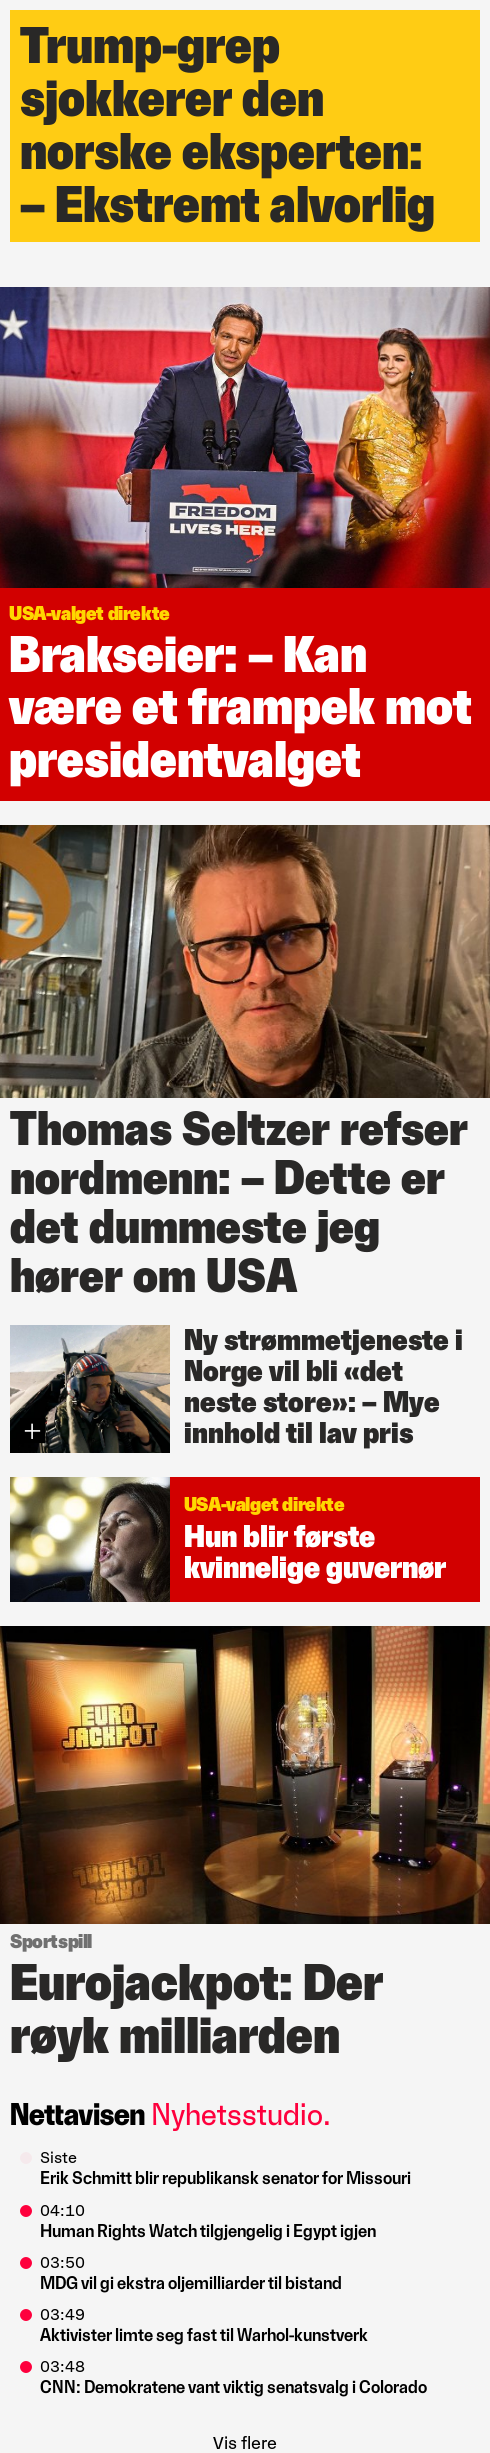 Trump-grep
sjokkerer den
norske eksperten:
– Ekstremt alvorlig
FREEDOM
LIVES HERE
USA-valget direkte
Brakseier: – Kan
være et frampek mot
presidentvalget
Thomas Seltzer refser
nordmenn: – Dette er
det dummeste jeg
hører om USA
Ny strømmetjeneste i
Norge vil bli «det
neste store»: – Mye
innhold til lav pris
USA-valget direkte
Hun blir første
kvinnelige guvernør
EURO
JACKPOT
Sportspill
Eurojackpot: Der
røyk milliarden
Nettavisen Nyhetsstudio.
Siste
Erik Schmitt blir republikansk senator for Missouri
04:10
Human Rights Watch tilgjengelig i Egypt igjen
03:50
MDG vil gi ekstra oljemilliarder til bistand
03:49
Aktivister limte seg fast til Warhol-kunstverk
03:48
CNN: Demokratene vant viktig senatsvalg i Colorado
Vis flere